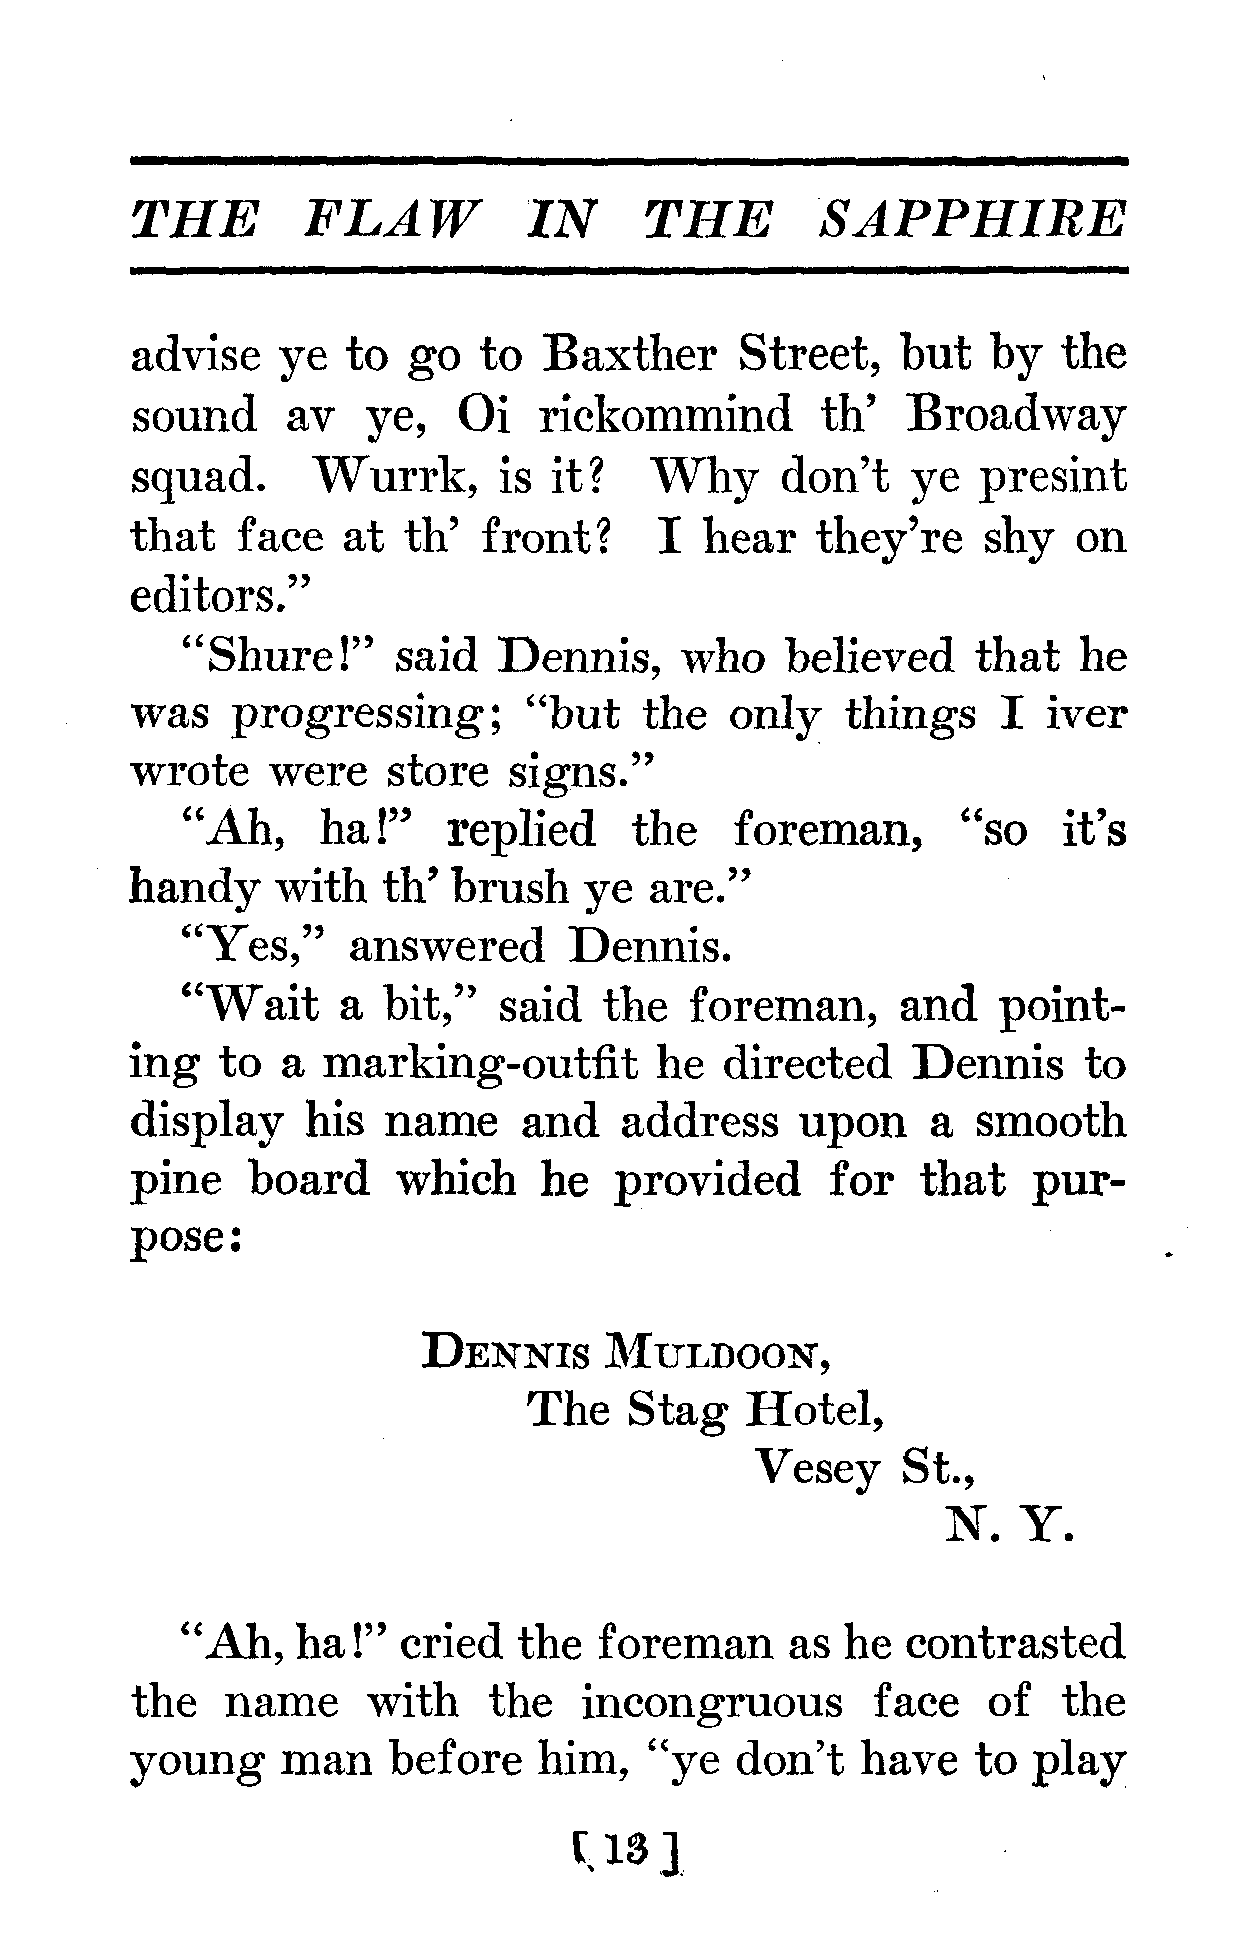 THE FLAW IN THE SAPPHIRE
advise ye to go to Baxther Street, but by the
sound av ye, Oi rickommind th' Broadway
squad. Wurrk, is it? Why don't ye presint
that face at th' front? I hear they're shy on
editors."
"Shure!" said Dennis, who believed that he
was progressing; "but the only things I iver
wrote were store signs."
"Ah, ha!" replied the foreman, "so it's
handy with th' brush ye are."
"Yes," answered Dennis.
"Wait a bit," said the foreman, and point-
ing to a marking-outfit he directed Dennis to
display his name and address upon a smooth
pine board which he provided for that pur-
pose:
DENNIS MULDOON,
The Stag Hotel,
Vesey St.,
N. Y.
"Ah, ha!" cried the foreman as he contrasted
the name with the incongruous face of the
young man before him, "ye don't have to play
[13]